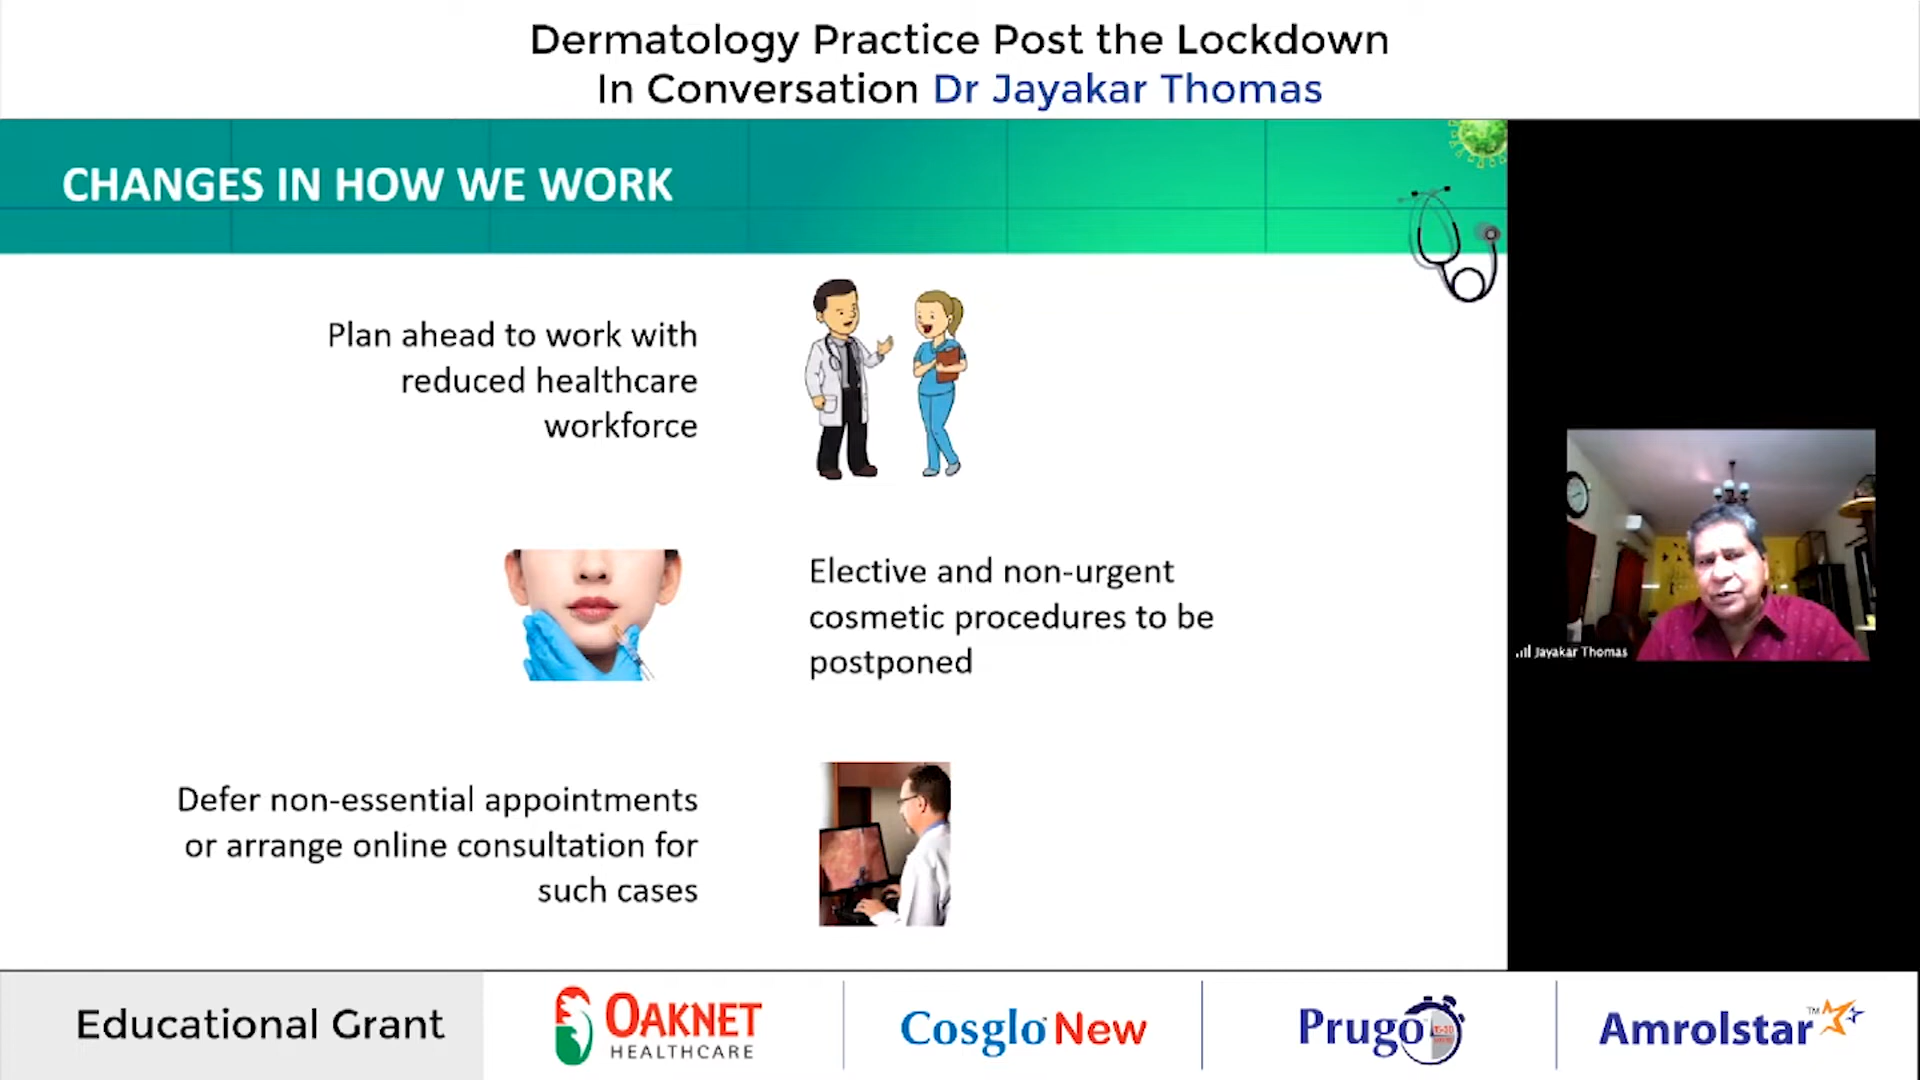 Dermatology Practice Post the Lockdown
In Conversation Dr Jayakar Thomas
CHANGES IN HOW WE WORK
Plan ahead to work with
reduced healthcare
workforce
Elective and non-urgent
cosmetic procedures to be
postponed
Defer non-essential appointments
or arrange online consultation for
such cases
Jayakar Thomas
Educational Grant
OAKNET
HEALTHCARE
Cosglo New
Prugo
Amrolstar™